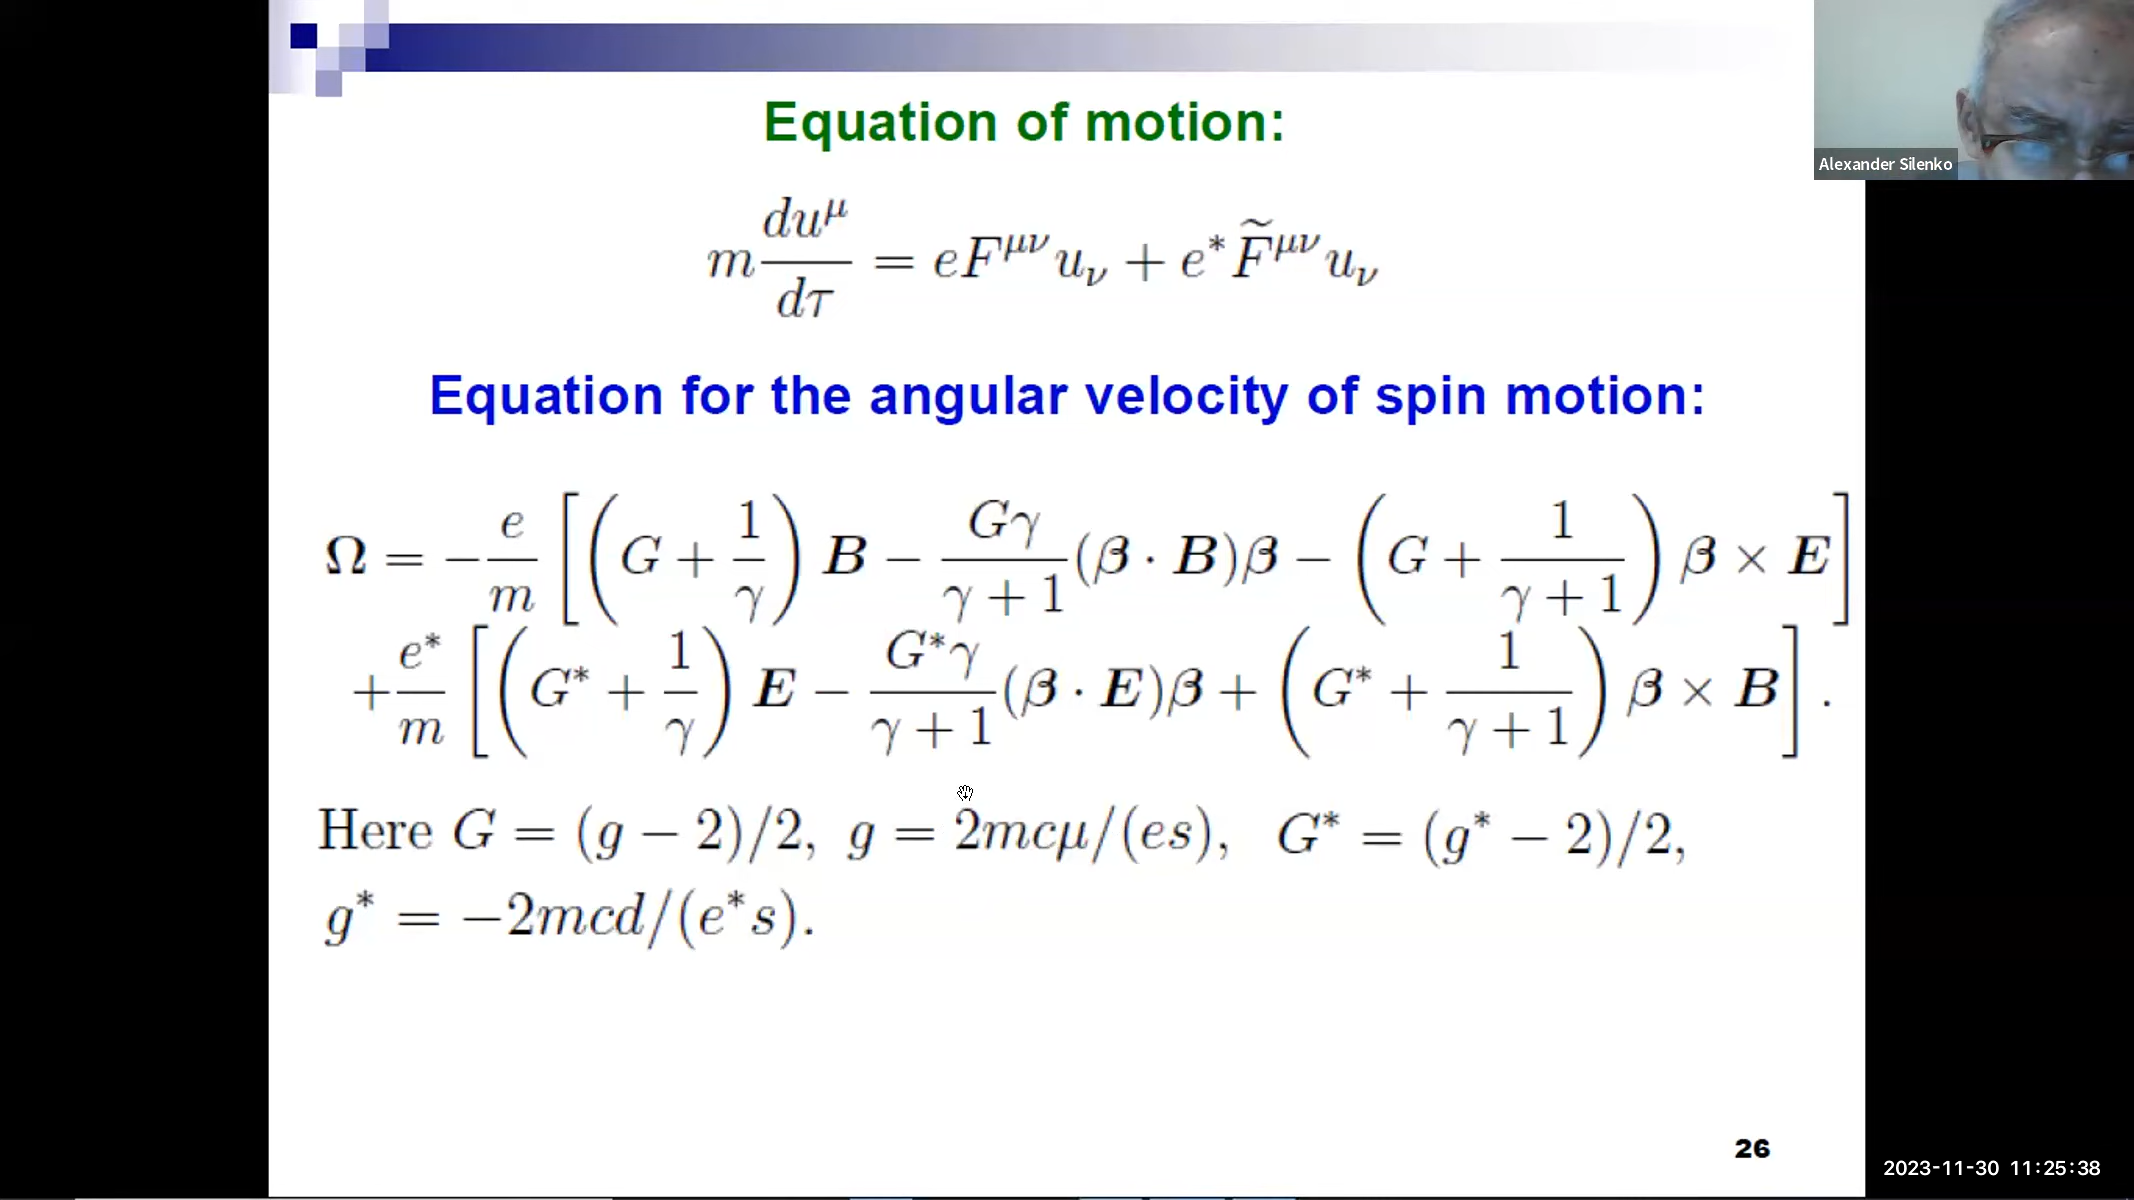 Equation of motion:
Alexander Silenko
m du^μ/dτ = eF^{μν}u_ν + e*F̃^{μν}u_ν
Equation for the angular velocity of spin motion:
Ω = −e/m [(G + 1/γ) B − Gγ/(γ + 1) (β · B)β − (G + 1/(γ + 1)) β × E]
+ e*/m [(G* + 1/γ) E − G*γ/(γ + 1) (β · E)β + (G* + 1/(γ + 1)) β × B].
Here G = (g − 2)/2, g = 2mcμ/(es), G* = (g* − 2)/2,
g* = −2mcd/(e*s).
26
2023-11-30 11:25:38